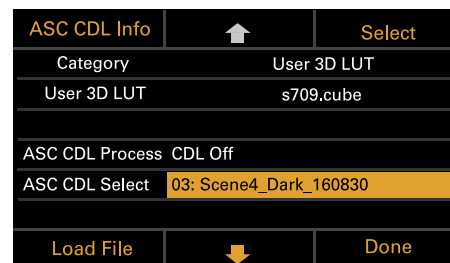 ASC CDL Info Select
Category User 3D LUT
User 3D LUT s709.cube
ASC CDL Process CDL Off
ASC CDL Select 03: Scene4_Dark_160830
Load File Done